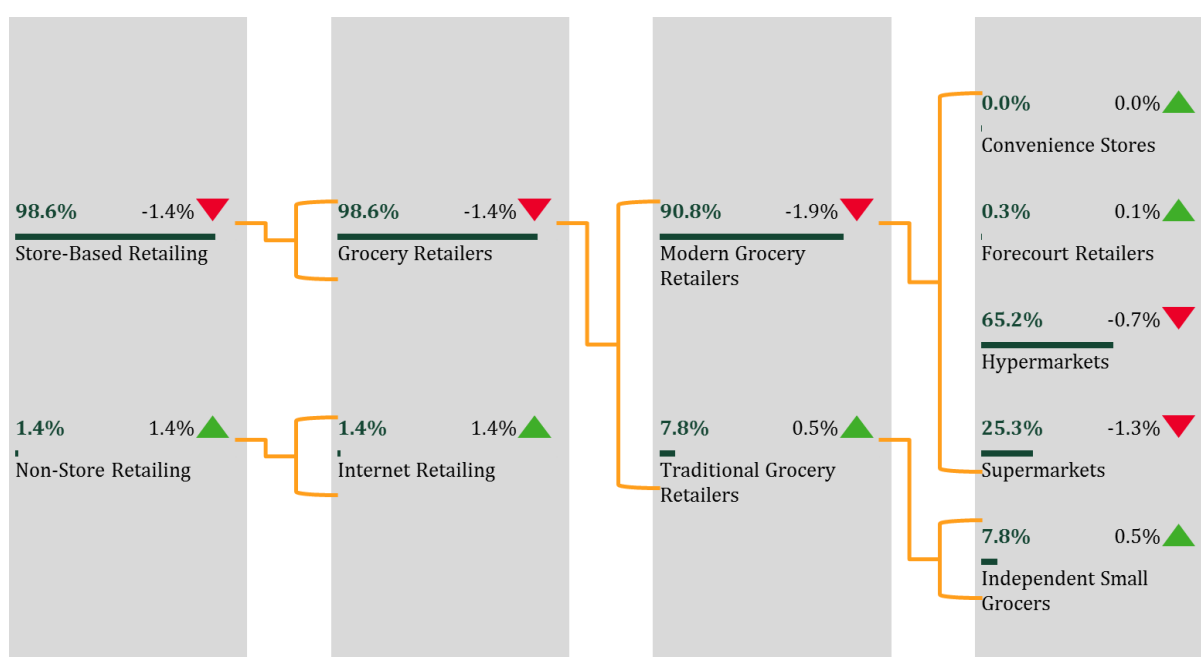 98.6% -1.4%
Store-Based Retailing
1.4% 1.4%
Non-Store Retailing
98.6% -1.4%
Grocery Retailers
1.4% 1.4%
Internet Retailing
90.8% -1.9%
Modern Grocery
Retailers
7.8% 0.5%
Traditional Grocery
Retailers
0.0% 0.0%
Convenience Stores
0.3% 0.1%
Forecourt Retailers
65.2% -0.7%
Hypermarkets
25.3% -1.3%
Supermarkets
7.8% 0.5%
Independent Small
Grocers